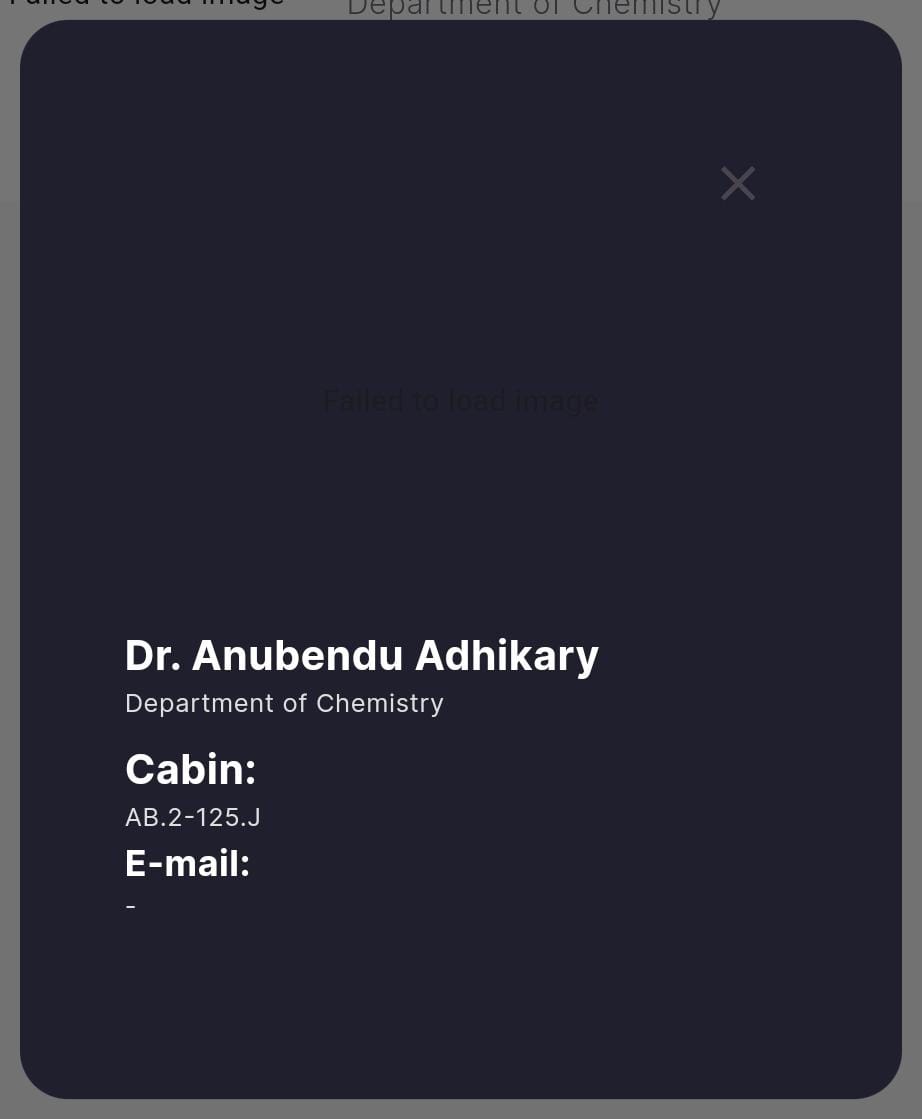 Failed to load image
Department of Chemistry
Failed to load image
Dr. Anubendu Adhikary
Department of Chemistry
Cabin:
AB.2-125.J
E-mail:
-